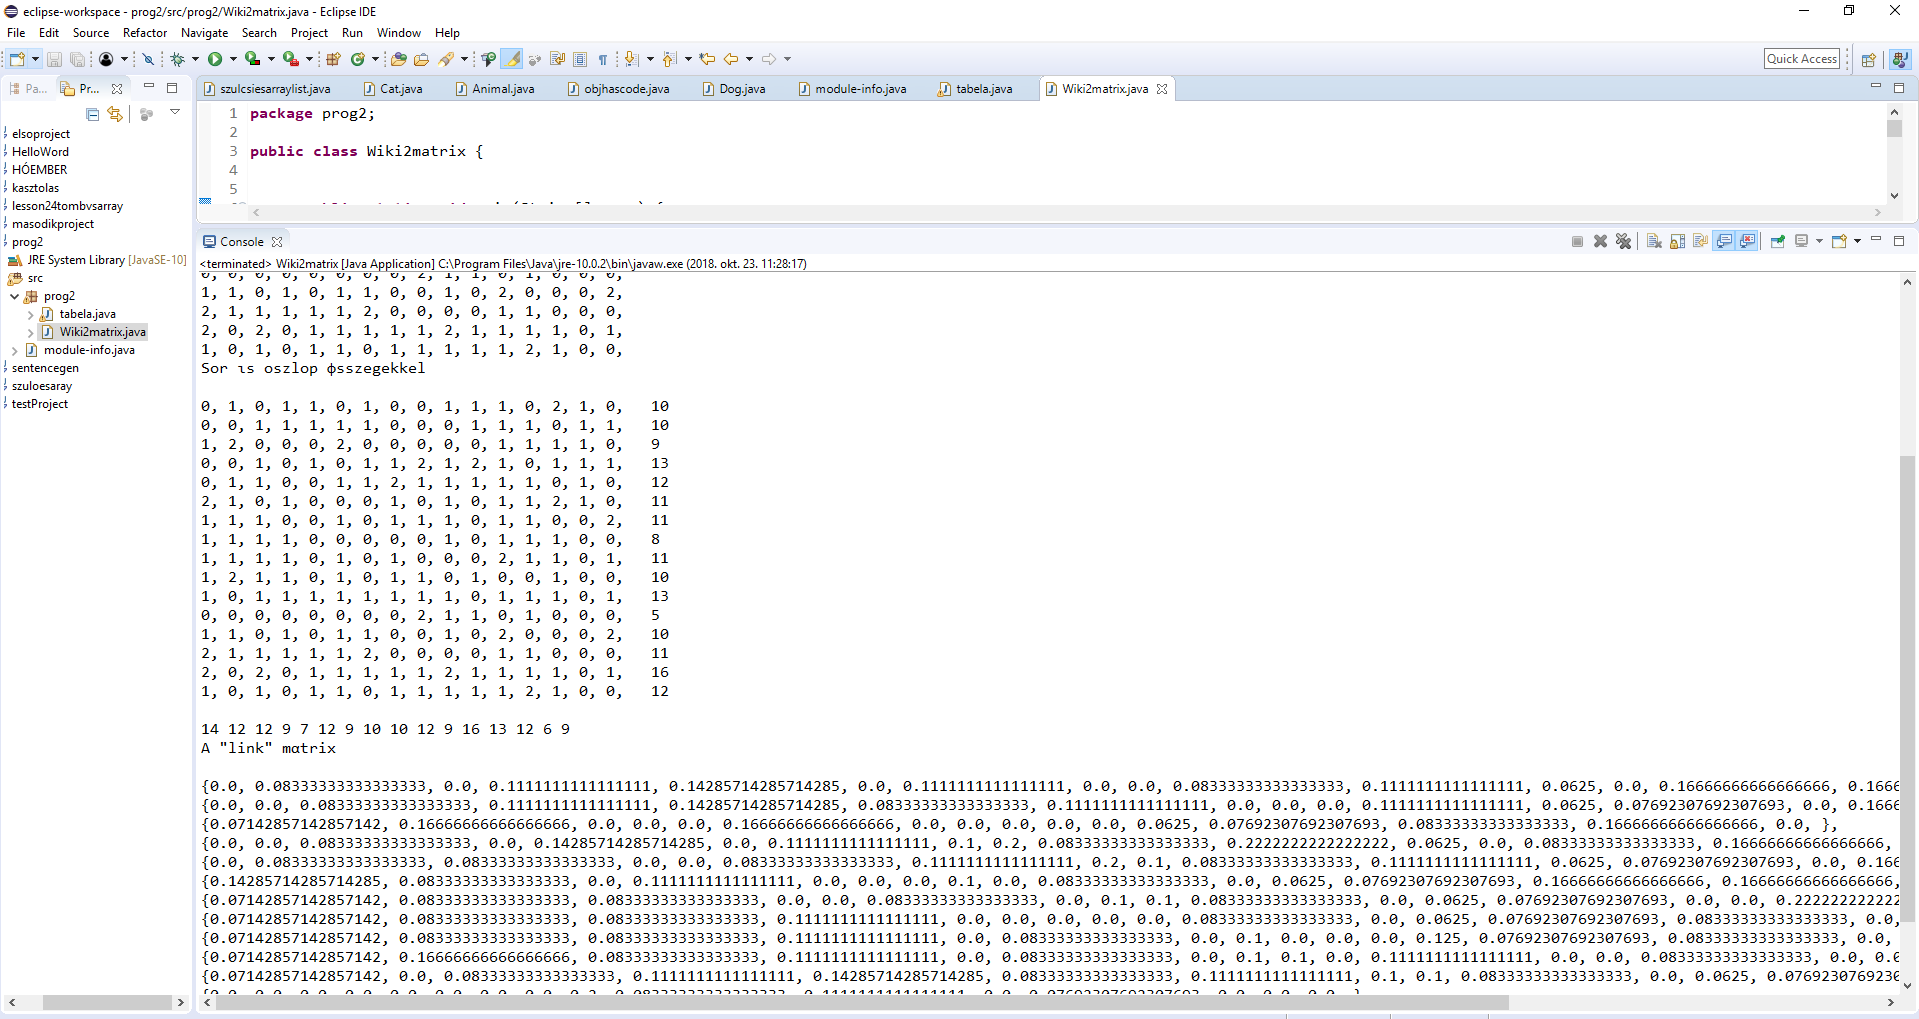 eclipse-workspace - prog2/src/prog2/Wiki2matrix.java - Eclipse IDE
File Edit Source Refactor Navigate Search Project Run Window Help
Quick Access
Pa... Pr...
szulcsiesarraylist.java Cat.java Animal.java objhascode.java Dog.java module-info.java tabela.java Wiki2matrix.java
elsoproject
HelloWord
HÓEMBER
kasztolas
lesson24tombvsarray
masodikproject
prog2
JRE System Library [JavaSE-10]
src
prog2
tabela.java
Wiki2matrix.java
module-info.java
sentencegen
szuloesaray
testProject
1 package prog2;
2
3 public class Wiki2matrix {
4
5
Console
<terminated> Wiki2matrix [Java Application] C:\Program Files\Java\jre-10.0.2\bin\javaw.exe (2018. okt. 23. 11:28:17)
0, 0, 0, 0, 0, 0, 0, 0, 2, 1, 1, 0, 1, 0, 0, 0,
1, 1, 0, 1, 0, 1, 1, 0, 0, 1, 0, 2, 0, 0, 0, 2,
2, 1, 1, 1, 1, 1, 2, 0, 0, 0, 0, 1, 1, 0, 0, 0,
2, 0, 2, 0, 1, 1, 1, 1, 1, 2, 1, 1, 1, 1, 0, 1,
1, 0, 1, 0, 1, 1, 0, 1, 1, 1, 1, 1, 2, 1, 0, 0,
Sor ιs oszlop φsszegekkel
0, 1, 0, 1, 1, 0, 1, 0, 0, 1, 1, 1, 0, 2, 1, 0, 10
0, 0, 1, 1, 1, 1, 1, 0, 0, 0, 1, 1, 1, 0, 1, 1, 10
1, 2, 0, 0, 0, 2, 0, 0, 0, 0, 0, 1, 1, 1, 1, 0, 9
0, 0, 1, 0, 1, 0, 1, 1, 2, 1, 2, 1, 0, 1, 1, 1, 13
0, 1, 1, 0, 0, 1, 1, 2, 1, 1, 1, 1, 1, 0, 1, 0, 12
2, 1, 0, 1, 0, 0, 0, 1, 0, 1, 0, 1, 1, 2, 1, 0, 11
1, 1, 1, 0, 0, 1, 0, 1, 1, 1, 0, 1, 1, 0, 0, 2, 11
1, 1, 1, 1, 0, 0, 0, 0, 0, 1, 0, 1, 1, 1, 0, 0, 8
1, 1, 1, 1, 0, 1, 0, 1, 0, 0, 0, 2, 1, 1, 0, 1, 11
1, 2, 1, 1, 0, 1, 0, 1, 1, 0, 1, 0, 0, 1, 0, 0, 10
1, 0, 1, 1, 1, 1, 1, 1, 1, 1, 0, 1, 1, 1, 0, 1, 13
0, 0, 0, 0, 0, 0, 0, 0, 2, 1, 1, 0, 1, 0, 0, 0, 5
1, 1, 0, 1, 0, 1, 1, 0, 0, 1, 0, 2, 0, 0, 0, 2, 10
2, 1, 1, 1, 1, 1, 2, 0, 0, 0, 0, 1, 1, 0, 0, 0, 11
2, 0, 2, 0, 1, 1, 1, 1, 1, 2, 1, 1, 1, 1, 0, 1, 16
1, 0, 1, 0, 1, 1, 0, 1, 1, 1, 1, 1, 2, 1, 0, 0, 12
14 12 12 9 7 12 9 10 10 12 9 16 13 12 6 9
A "link" mαtrix
{0.0, 0.08333333333333333, 0.0, 0.1111111111111111, 0.14285714285714285, 0.0, 0.1111111111111111, 0.0, 0.0, 0.08333333333333333, 0.1111111111111111, 0.0625, 0.0, 0.16666666666666666, 0.1666
{0.0, 0.0, 0.08333333333333333, 0.1111111111111111, 0.14285714285714285, 0.08333333333333333, 0.1111111111111111, 0.0, 0.0, 0.0, 0.1111111111111111, 0.0625, 0.07692307692307693, 0.0, 0.1666
{0.07142857142857142, 0.16666666666666666, 0.0, 0.0, 0.0, 0.16666666666666666, 0.0, 0.0, 0.0, 0.0, 0.0, 0.0625, 0.07692307692307693, 0.08333333333333333, 0.16666666666666666, 0.0, },
{0.0, 0.0, 0.08333333333333333, 0.0, 0.14285714285714285, 0.0, 0.1111111111111111, 0.1, 0.2, 0.08333333333333333, 0.2222222222222222, 0.0625, 0.0, 0.08333333333333333, 0.16666666666666666,
{0.0, 0.08333333333333333, 0.08333333333333333, 0.0, 0.0, 0.08333333333333333, 0.1111111111111111, 0.2, 0.1, 0.08333333333333333, 0.1111111111111111, 0.0625, 0.07692307692307693, 0.0, 0.166
{0.14285714285714285, 0.08333333333333333, 0.0, 0.1111111111111111, 0.0, 0.0, 0.0, 0.1, 0.0, 0.08333333333333333, 0.0, 0.0625, 0.07692307692307693, 0.16666666666666666, 0.16666666666666666,
{0.07142857142857142, 0.08333333333333333, 0.08333333333333333, 0.0, 0.0, 0.08333333333333333, 0.0, 0.1, 0.1, 0.08333333333333333, 0.0, 0.0625, 0.07692307692307693, 0.0, 0.0, 0.222222222222
{0.07142857142857142, 0.08333333333333333, 0.08333333333333333, 0.1111111111111111, 0.0, 0.0, 0.0, 0.0, 0.0, 0.08333333333333333, 0.0, 0.0625, 0.07692307692307693, 0.08333333333333333, 0.0,
{0.07142857142857142, 0.08333333333333333, 0.08333333333333333, 0.1111111111111111, 0.0, 0.08333333333333333, 0.0, 0.1, 0.0, 0.0, 0.0, 0.125, 0.07692307692307693, 0.08333333333333333, 0.0,
{0.07142857142857142, 0.16666666666666666, 0.08333333333333333, 0.1111111111111111, 0.0, 0.08333333333333333, 0.0, 0.1, 0.1, 0.0, 0.1111111111111111, 0.0, 0.0, 0.08333333333333333, 0.0,
{0.07142857142857142, 0.0, 0.08333333333333333, 0.1111111111111111, 0.14285714285714285, 0.08333333333333333, 0.1111111111111111, 0.1, 0.1, 0.08333333333333333, 0.0, 0.0625, 0.0769230